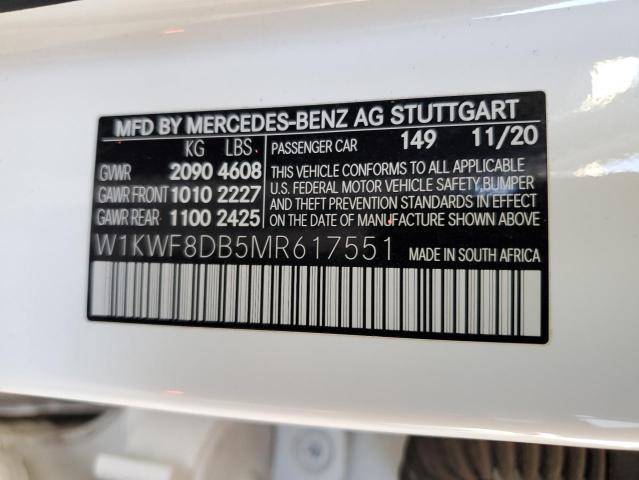 MFD BY MERCEDES-BENZ AG STUTTGART
KG LBS PASSENGER CAR 149 11/20
GVWR 2090 4608
GAWR FRONT 1010 2227
GAWR REAR 1100 2425
THIS VEHICLE CONFORMS TO ALL APPLICABLE
U.S. FEDERAL MOTOR VEHICLE SAFETY, BUMPER
AND THEFT PREVENTION STANDARDS IN EFFECT
ON THE DATE OF MANUFACTURE SHOWN ABOVE.
W1KWF8DB5MR617551 MADE IN SOUTH AFRICA